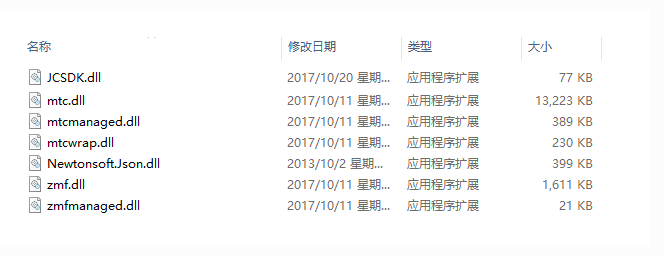 名称 修改日期 类型 大小
JCSDK.dll 2017/10/20 星期... 应用程序扩展 77 KB
mtc.dll 2017/10/11 星期... 应用程序扩展 13,223 KB
mtcmanaged.dll 2017/10/11 星期... 应用程序扩展 389 KB
mtcwrap.dll 2017/10/11 星期... 应用程序扩展 230 KB
Newtonsoft.Json.dll 2013/10/2 星期... 应用程序扩展 399 KB
zmf.dll 2017/10/11 星期... 应用程序扩展 1,611 KB
zmfmanaged.dll 2017/10/11 星期... 应用程序扩展 21 KB